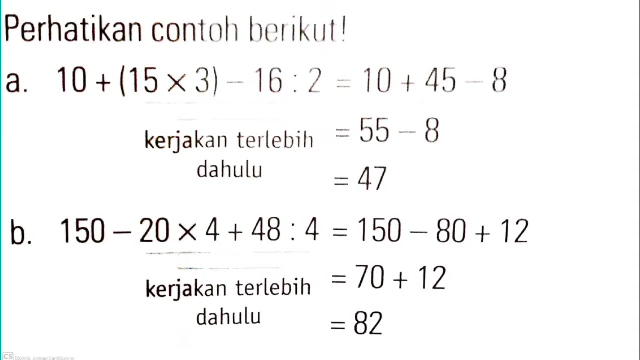 Perhatikan contoh berikut!
a. 10 + (15 × 3) – 16 : 2 = 10 + 45 – 8
kerjakan terlebih = 55 – 8
dahulu
= 47
b. 150 – 20 × 4 + 48 : 4 = 150 – 80 + 12
kerjakan terlebih = 70 + 12
dahulu
= 82
CS